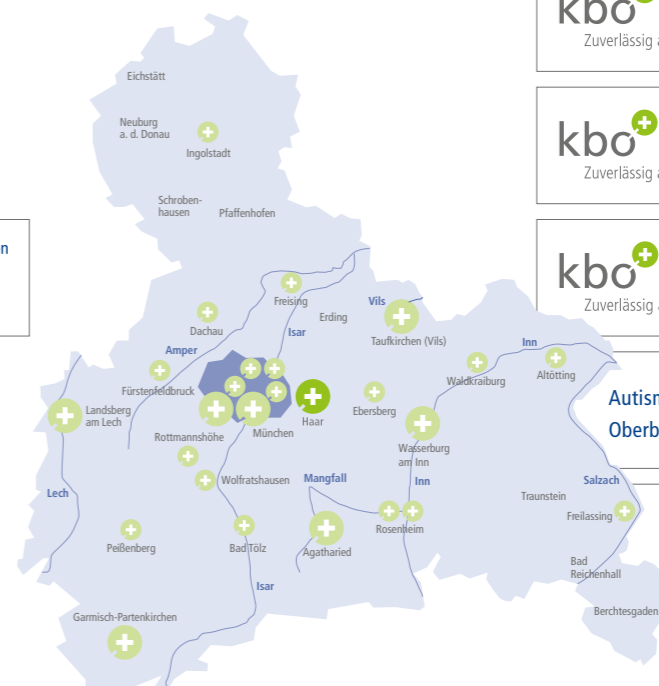 kbo
Zuverlässig a
kbo
Zuverlässig a
kbo
Zuverlässig a
Autism
Oberb
n
Eichstätt
Neuburg
a. d. Donau
Ingolstadt
Schroben-
hausen
Pfaffenhofen
Freising
Erding
Vils
Isar
Dachau
Taufkirchen (Vils)
Amper
Inn
Fürstenfeldbruck
Waldkraiburg
Altötting
Landsberg
am Lech
Haar
Ebersberg
Rottmannshöhe
München
Wasserburg
am Inn
Wolfratshausen
Mangfall
Inn
Salzach
Lech
Traunstein
Freilassing
Peißenberg
Bad Tölz
Agatharied
Rosenheim
Bad
Reichenhall
Isar
Garmisch-Partenkirchen
Berchtesgaden